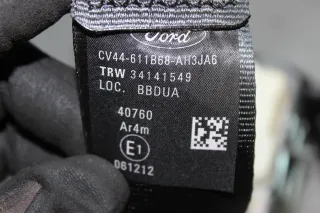 Ford
CV44-611B68-AH3JA6
TRW 34141549
LOC. BBDUA
40760
Ar4m
E1
061212